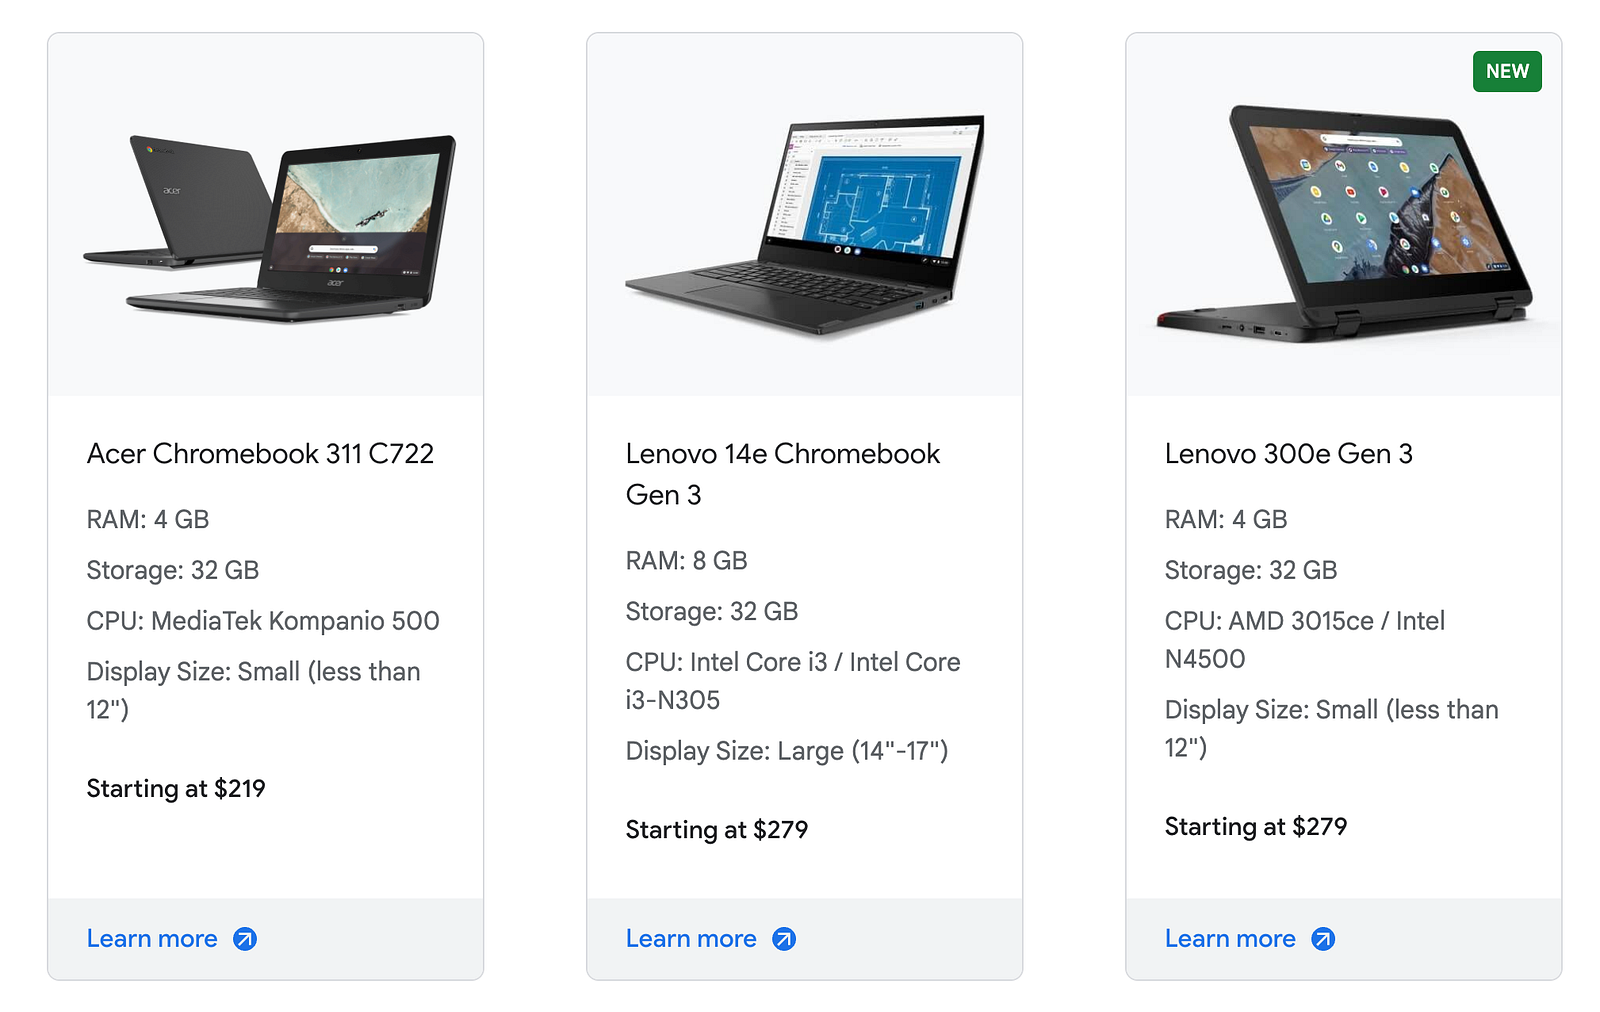 NEW
acer
acer
Acer Chromebook 311 C722
RAM: 4 GB
Storage: 32 GB
CPU: MediaTek Kompanio 500
Display Size: Small (less than
12")
Starting at $219
Learn more
Lenovo 14e Chromebook
Gen 3
RAM: 8 GB
Storage: 32 GB
CPU: Intel Core i3 / Intel Core
i3-N305
Display Size: Large (14"-17")
Starting at $279
Learn more
Lenovo 300e Gen 3
RAM: 4 GB
Storage: 32 GB
CPU: AMD 3015ce / Intel
N4500
Display Size: Small (less than
12")
Starting at $279
Learn more